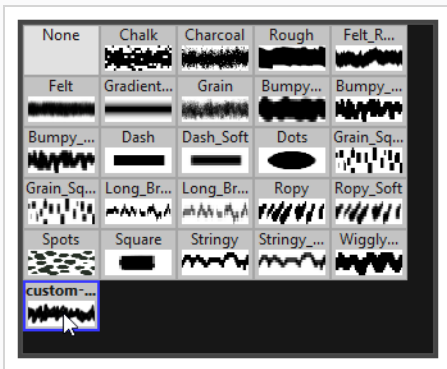 None Chalk Charcoal Rough Felt_R...
Felt Gradient... Grain Bumpy... Bumpy_...
Bumpy_... Dash Dash_Soft Dots Grain_Sq...
Grain_Sq... Long_Br... Long_Br... Ropy Ropy_Soft
Spots Square Stringy Stringy_... Wiggly...
custom-...